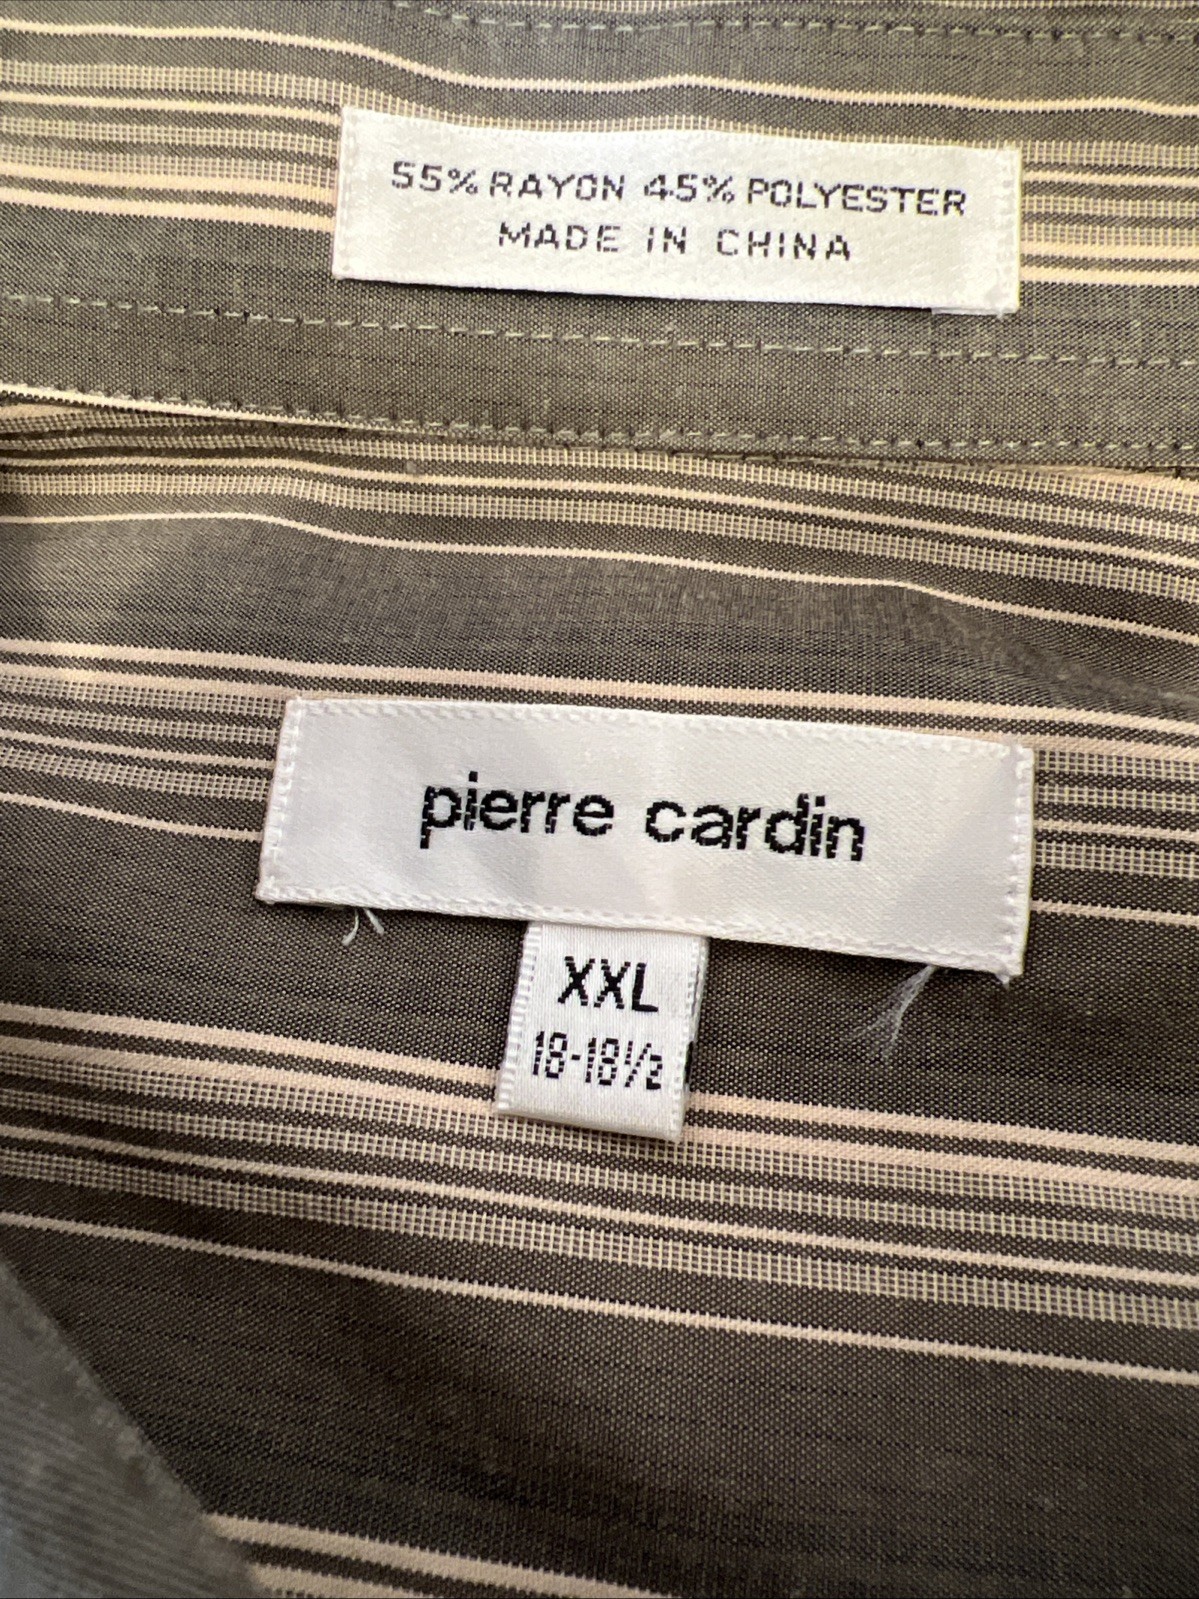 55% RAYON 45% POLYESTER
MADE IN CHINA
pierre cardin
XXL
18-18½